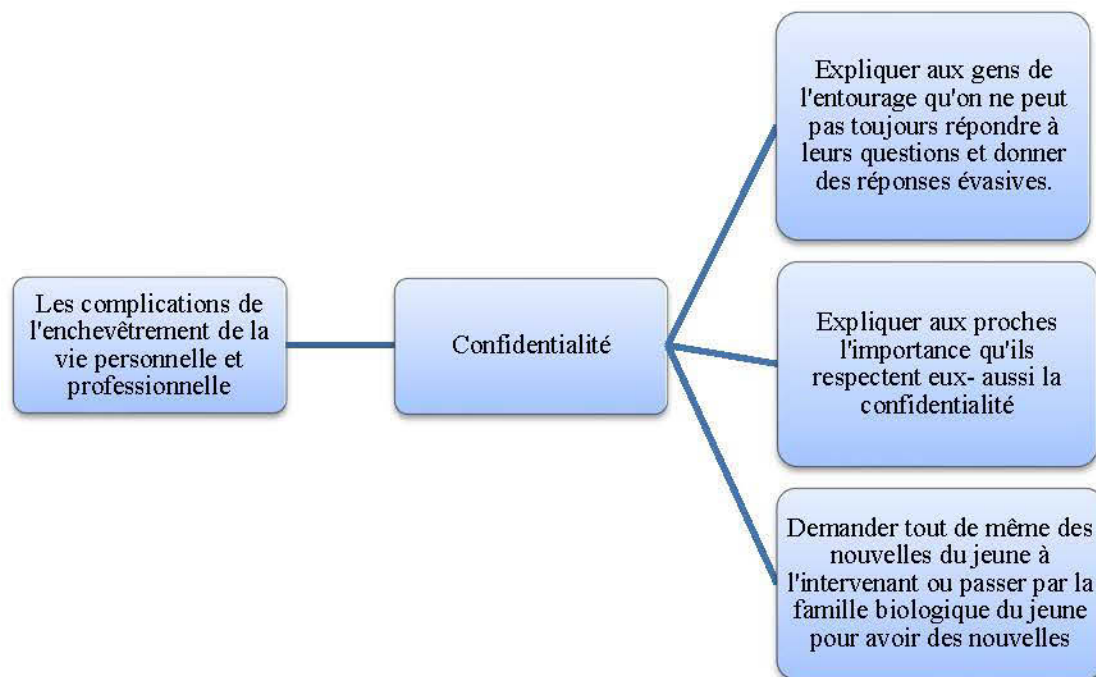 Les complications de
l'enchevêtrement de la
vie personnelle et
professionnelle
Confidentialité
Expliquer aux gens de
l'entourage qu'on ne peut
pas toujours répondre à
leurs questions et donner
des réponses évasives.
Expliquer aux proches
l'importance qu'ils
respectent eux- aussi la
confidentialité
Demander tout de même des
nouvelles du jeune à
l'intervenant ou passer par la
famille biologique du jeune
pour avoir des nouvelles